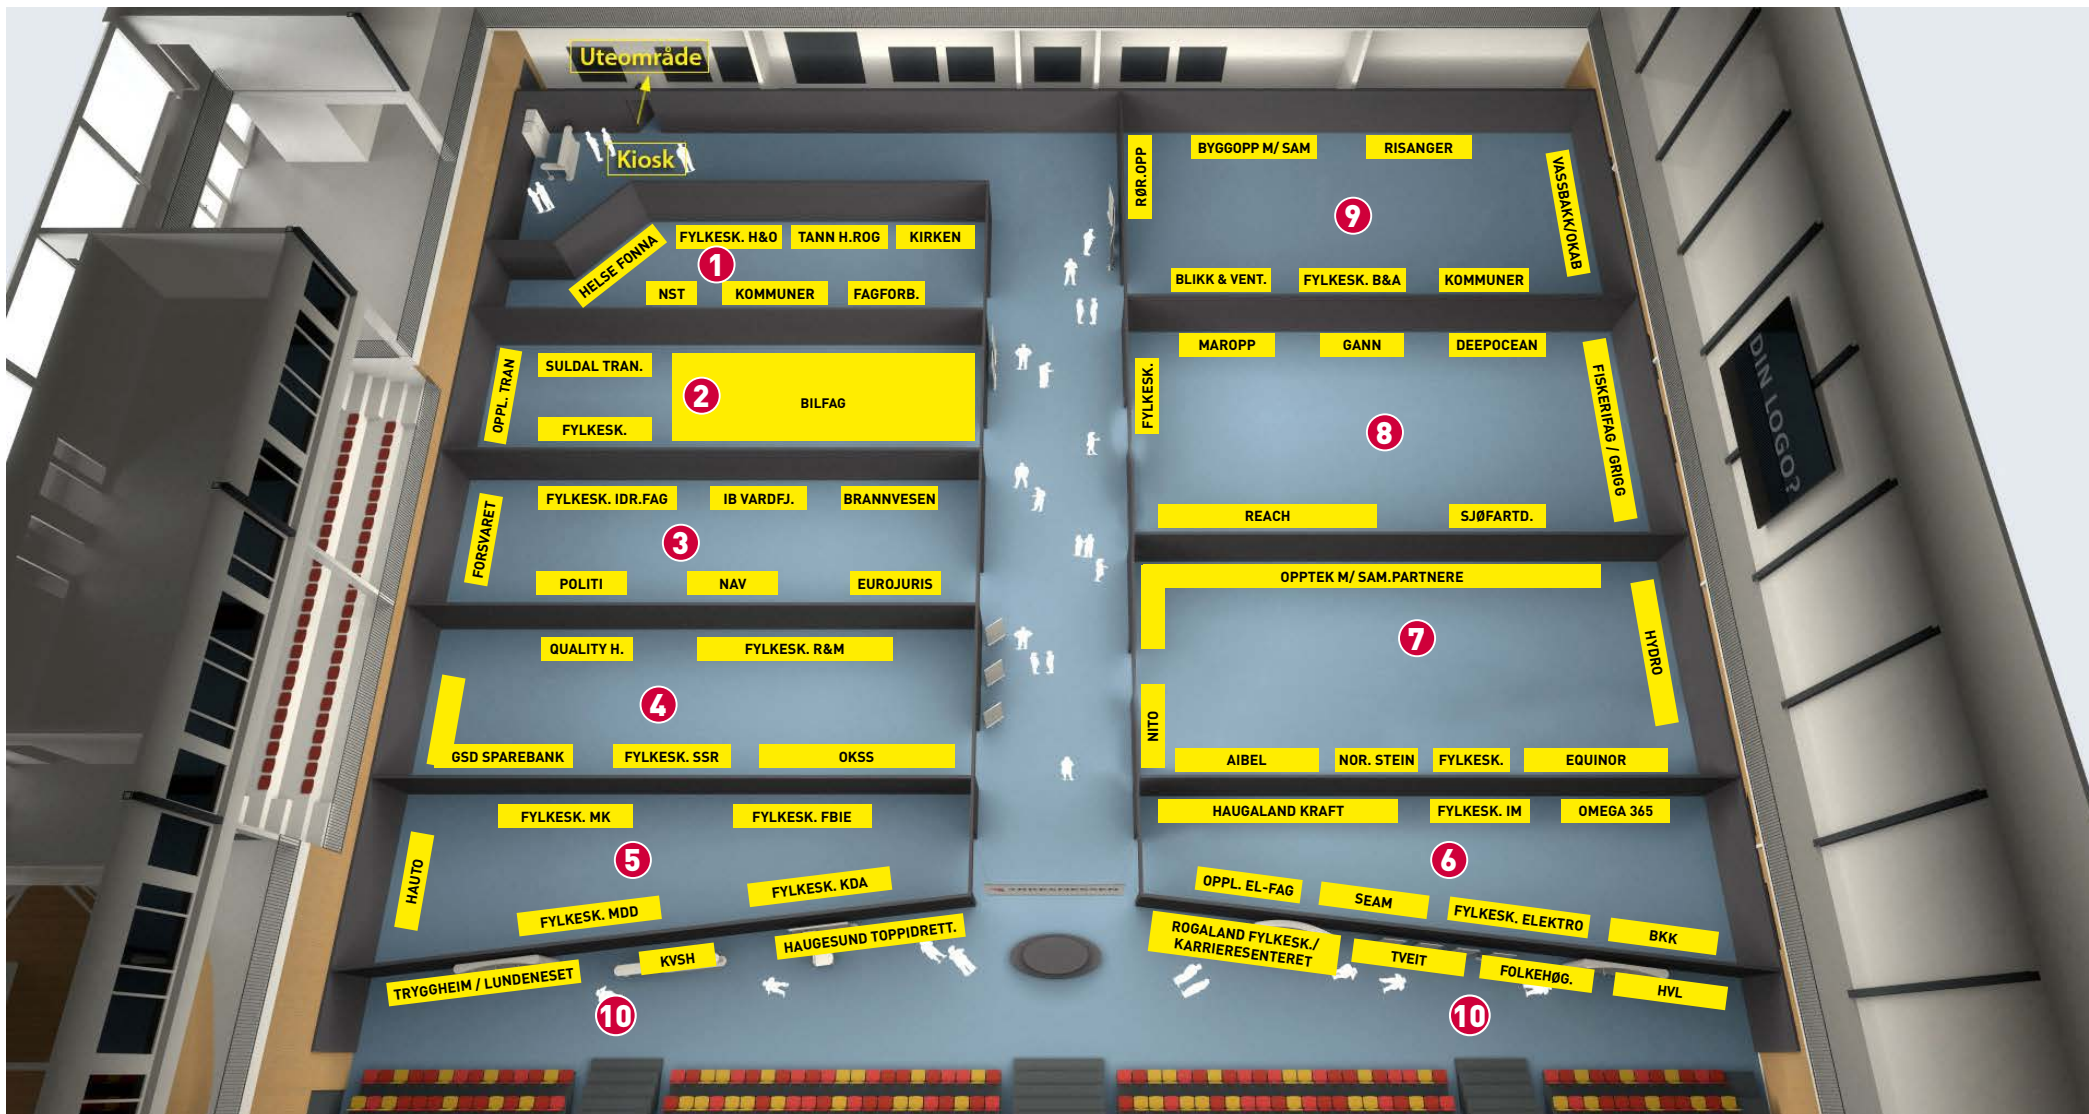 Uteområde
Kiosk
HELSE FONNA
FYLKESK. H&O
TANN H.ROG
KIRKEN
1
NST
KOMMUNER
FAGFORB.
OPPL. TRAN
SULDAL TRAN.
2
BILFAG
FYLKESK.
FORSVARET
FYLKESK. IDR.FAG
IB VARDFJ.
BRANNVESEN
3
POLITI
NAV
EUROJURIS
QUALITY H.
FYLKESK. R&M
4
GSD SPAREBANK
FYLKESK. SSR
OKSS
HAUTO
FYLKESK. MK
FYLKESK. FBIE
5
FYLKESK. MDD
FYLKESK. KDA
TRYGGHEIM / LUNDENESET
KVSH
HAUGESUND TOPPIDRETT.
10
RØR.OPP
BYGGOPP M/ SAM
RISANGER
VASSBAKK/OKAB
9
BLIKK & VENT.
FYLKESK. B&A
KOMMUNER
FYLKESK.
MAROPP
GANN
DEEPOCEAN
FISKERIFAG / GRIGG
8
REACH
SJØFARTD.
DIN LOGO?
OPPTEK M/ SAM.PARTNERE
7
HYDRO
NITO
AIBEL
NOR. STEIN
FYLKESK.
EQUINOR
HAUGALAND KRAFT
FYLKESK. IM
OMEGA 365
6
OPPL. EL-FAG
SEAM
FYLKESK. ELEKTRO
BKK
ROGALAND FYLKESK./
KARRIERESENTERET
TVEIT
FOLKEHØG.
HVL
10